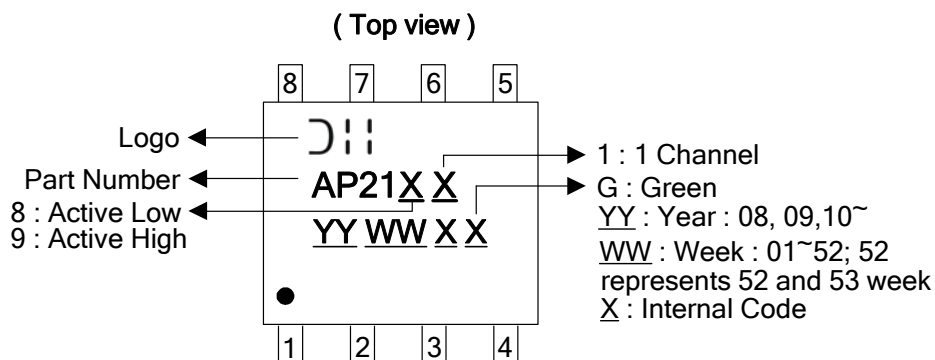 ( Top view )
8 7 6 5
Logo
Part Number
8 : Active Low
9 : Active High
AP21X X
YY WW X X
1 : 1 Channel
G : Green
YY : Year : 08, 09,10~
WW : Week : 01~52; 52
represents 52 and 53 week
X : Internal Code
1 2 3 4